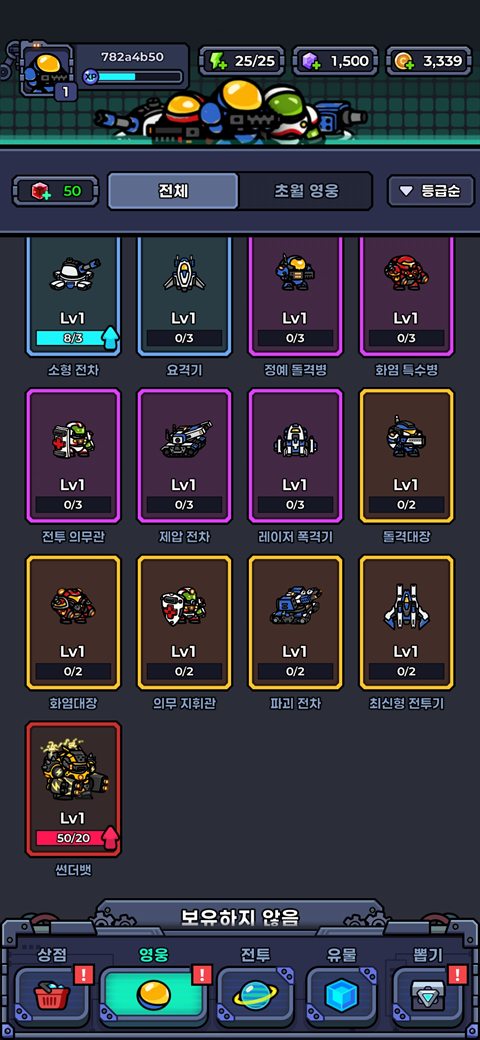 782a4b50
XP
1
25/25
1,500
3,339
50
전체
초월 영웅
등급순
Lv1 Lv1 Lv1 Lv1
8/3 0/3 0/3 0/3
소형 전차 요격기 정예 돌격병 화염 특수병
Lv1 Lv1 Lv1 Lv1
0/3 0/3 0/3 0/2
전투 의무관 제압 전차 레이저 폭격기 돌격대장
Lv1 Lv1 Lv1 Lv1
0/2 0/2 0/2 0/2
화염대장 의무 지휘관 파괴 전차 최신형 전투기
Lv1
50/20
썬더뱃
보유하지 않음
상점 영웅 전투 유물 뽑기
! ! !